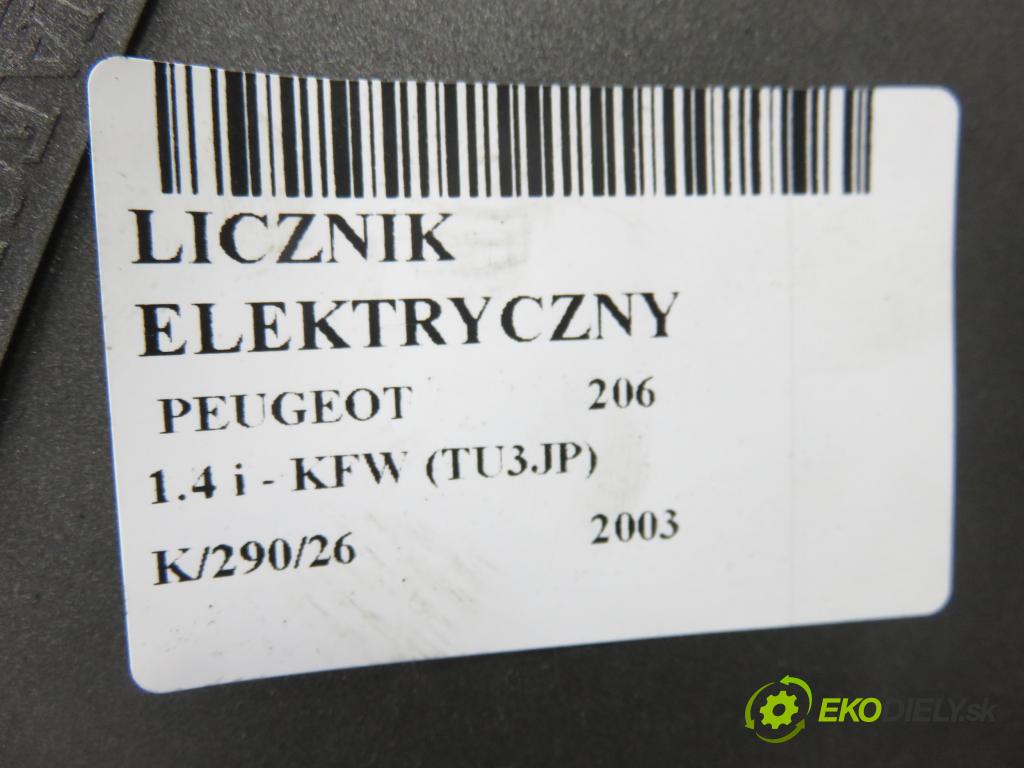 LICZNIK
ELEKTRYCZNY
PEUGEOT 206
1.4 i - KFW (TU3JP)
K/290/26 2003
EKODIELY.sk